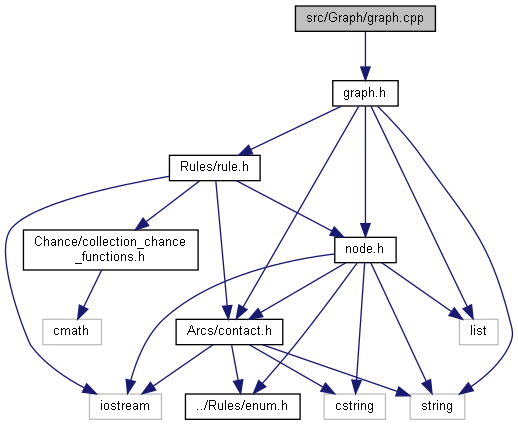 src/Graph/graph.cpp
graph.h
Rules/rule.h
Chance/collection_chance
_functions.h
node.h
cmath
Arcs/contact.h
list
iostream
../Rules/enum.h
cstring
string